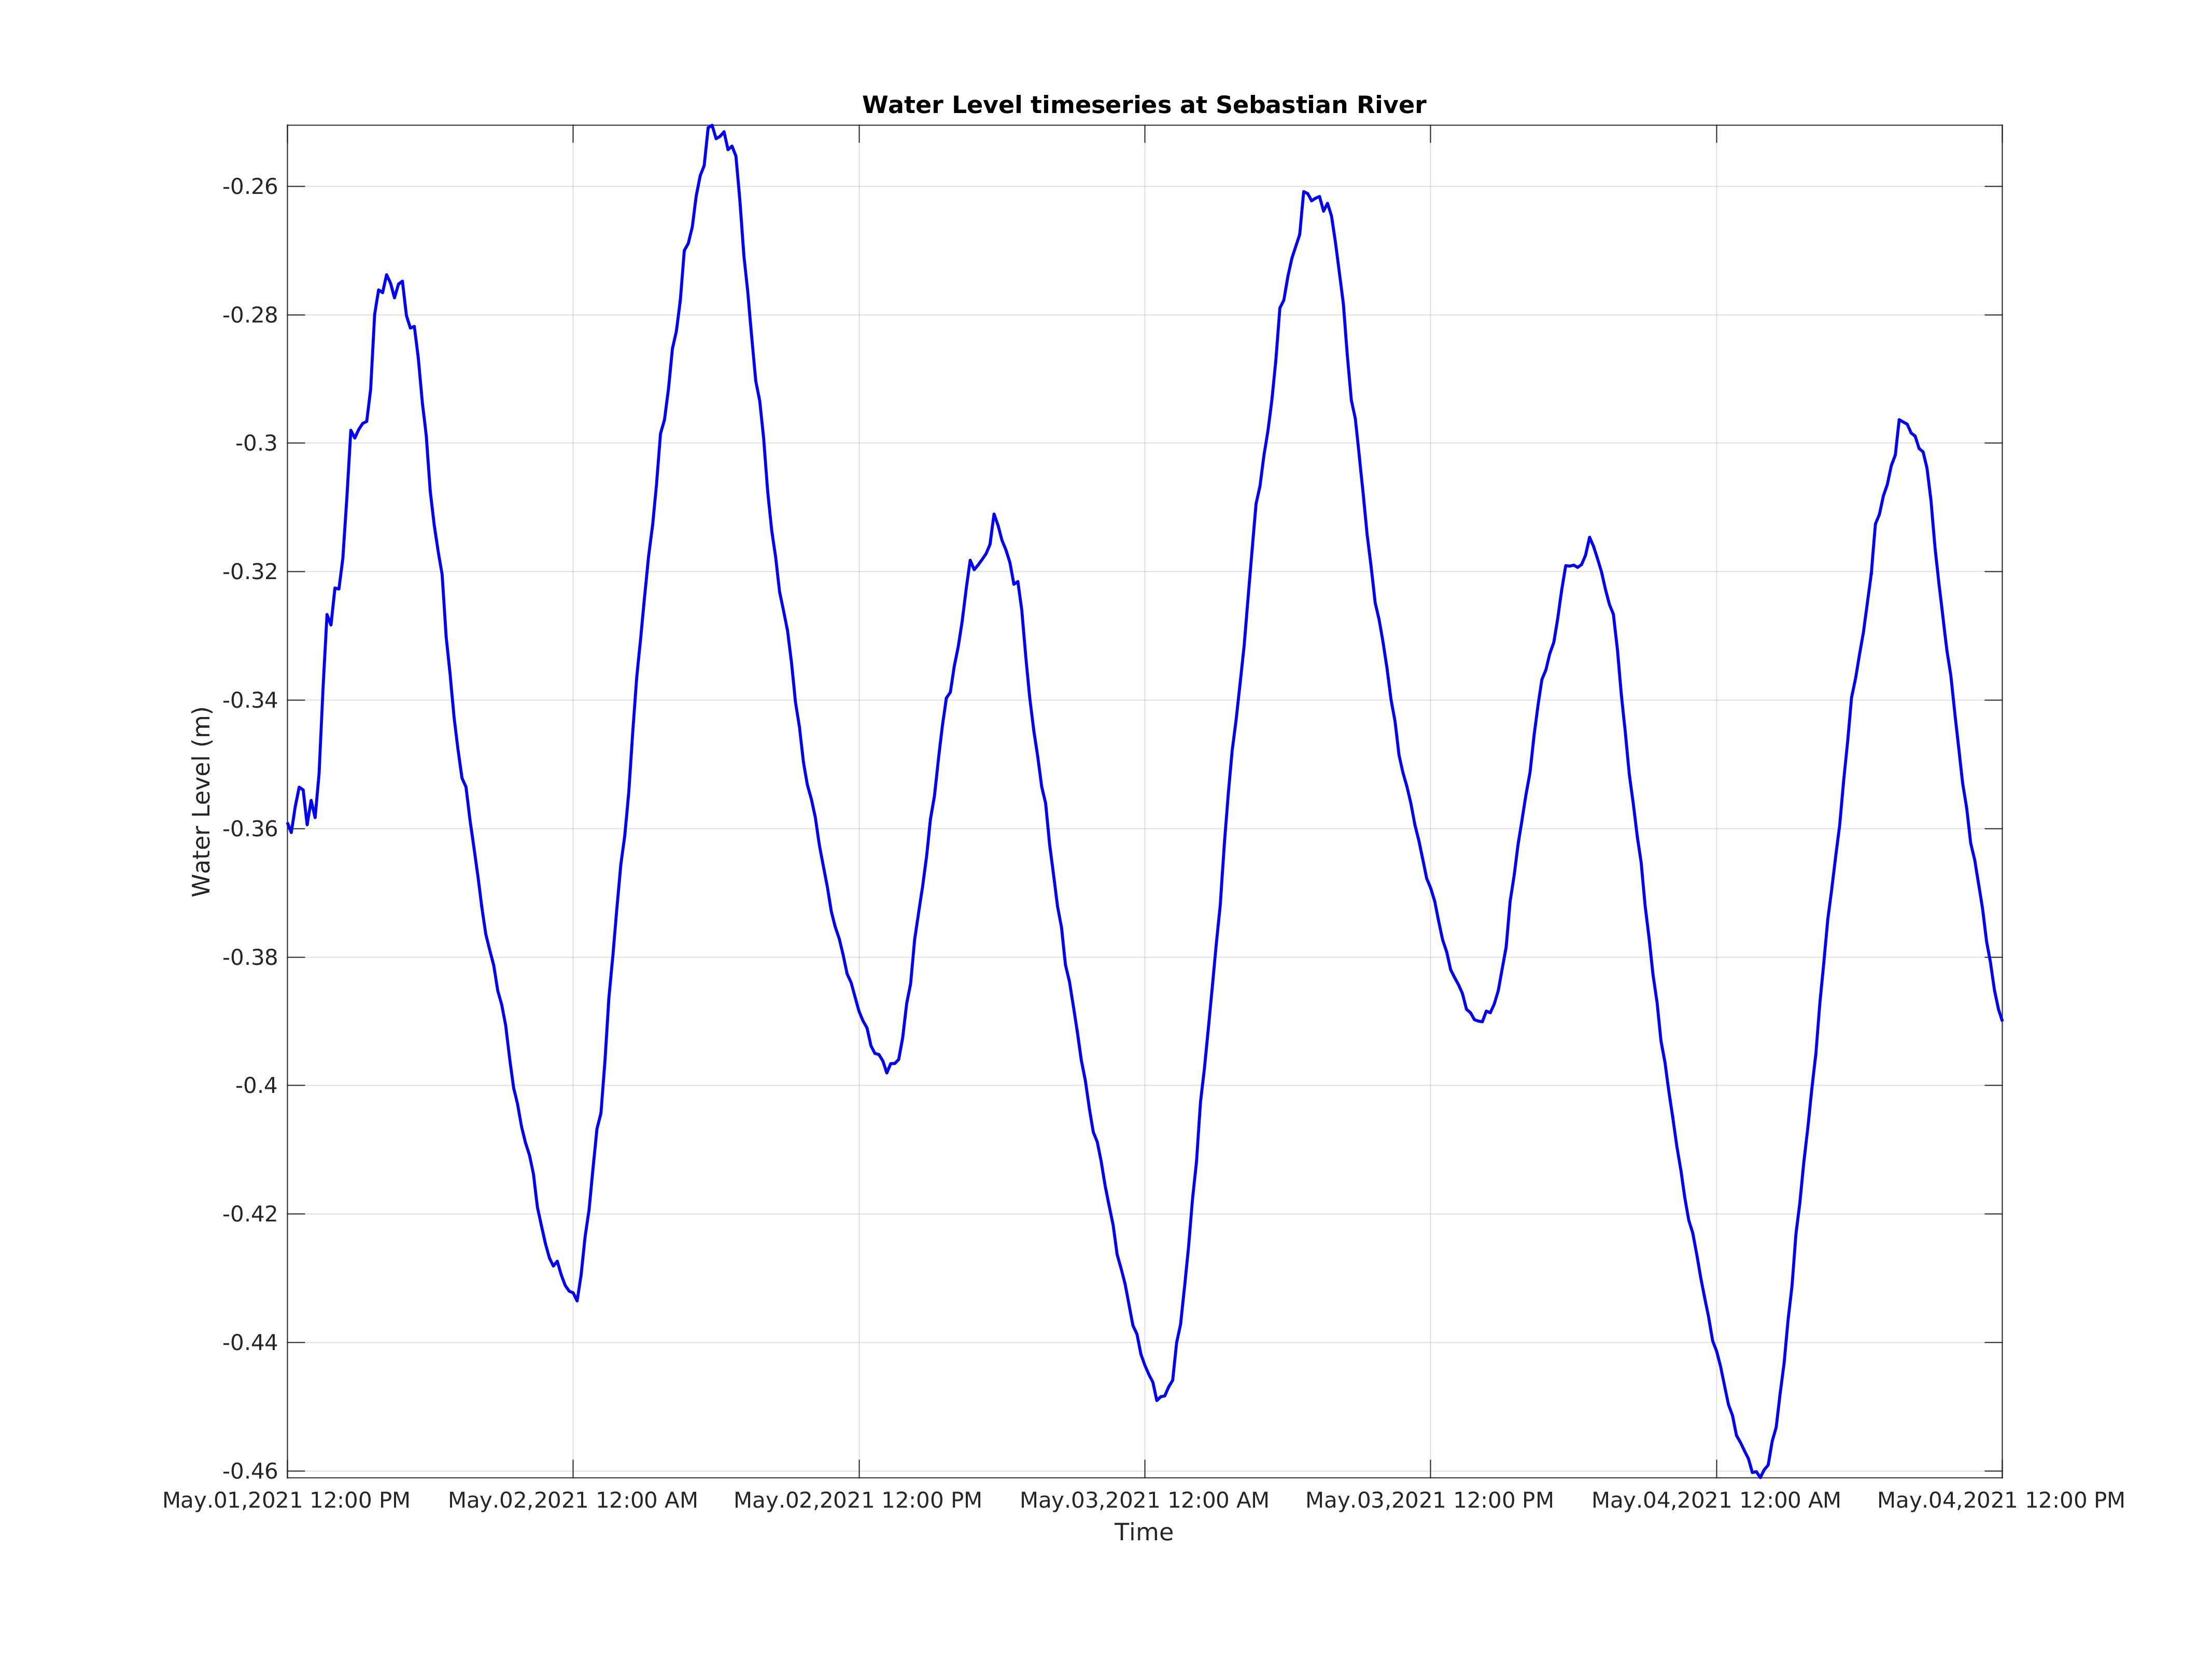 Water Level timeseries at Sebastian River
-0.26
-0.28
-0.3
-0.32
-0.34
-0.36
-0.38
-0.4
-0.42
-0.44
-0.46
Water Level (m)
May.01,2021 12:00 PM May.02,2021 12:00 AM May.02,2021 12:00 PM May.03,2021 12:00 AM May.03,2021 12:00 PM May.04,2021 12:00 AM May.04,2021 12:00 PM
Time